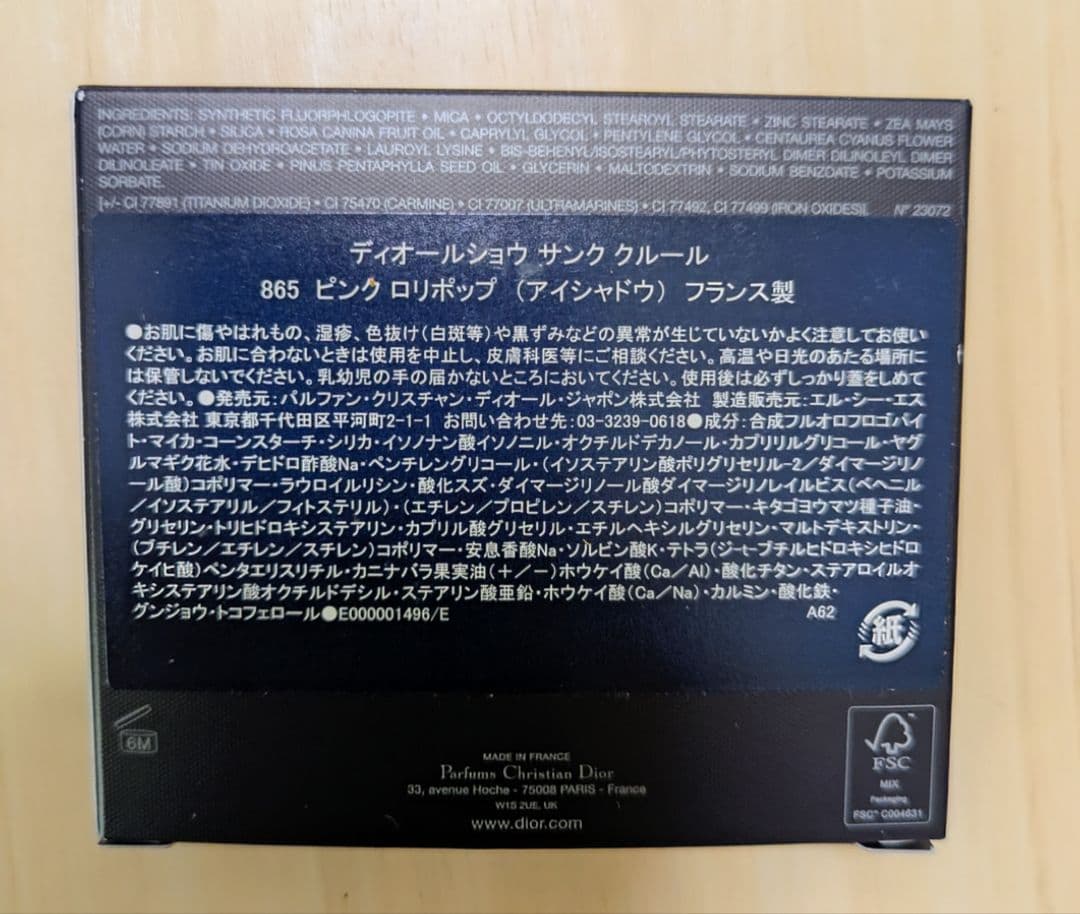 INGREDIENTS: SYNTHETIC FLUORPHLOGOPITE • MICA • OCTYLDODECYL STEAROYL STEARATE • ZINC STEARATE • ZEA MAYS
(CORN) STARCH • SILICA • ROSA CANINA FRUIT OIL • CAPRYLYL GLYCOL • PENTYLENE GLYCOL • CENTAUREA CYANUS FLOWER
WATER • SODIUM DEHYDROACETATE • LAUROYL LYSINE • BIS-BEHENYL/ISOSTEARYL/PHYTOSTERYL DIMER DILINOLEYL DIMER
DILINOLEATE • TIN OXIDE • PINUS PENTAPHYLLA SEED OIL • GLYCERIN • MALTODEXTRIN • SODIUM BENZOATE • POTASSIUM
SORBATE.
[+/- CI 77891 (TITANIUM DIOXIDE) • CI 75470 (CARMINE) • CI 77007 (ULTRAMARINES) • CI 77492, CI 77499 (IRON OXIDES)]. N° 23072
ディオールショウ サンク クルール
865 ピンク ロリポップ （アイシャドウ） フランス製
●お肌に傷やはれもの、湿疹、色抜け（白斑等）や黒ずみなどの異常が生じていないかよく注意してお使い
ください。お肌に合わないときは使用を中止し、皮膚科医等にご相談ください。高温や日光のあたる場所に
は保管しないでください。乳幼児の手の届かないところにおいてください。使用後は必ずしっかり蓋をしめて
ください。●発売元：パルファン・クリスチャン・ディオール・ジャポン株式会社 製造販売元：エル・シー・エス
株式会社 東京都千代田区平河町2-1-1 お問い合わせ先：03-3239-0618●成分：合成フルオロフロゴパイ
ト・マイカ・コーンスターチ・シリカ・イソノナン酸イソノニル・オクチルドデカノール・カプリリルグリコール・ヤグ
ルマギク花水・デヒドロ酢酸Na・ペンチレングリコール・（イソステアリン酸ポリグリセリル-2／ダイマージリノ
ール酸）コポリマー・ラウロイルリシン・酸化スズ・ダイマージリノール酸ダイマージリノレイルビス（ベヘニル
／イソステアリル／フィトステリル）・（エチレン／プロピレン／スチレン）コポリマー・キタゴヨウマツ種子油・
グリセリン・トリヒドロキシステアリン・カプリル酸グリセリル・エチルヘキシルグリセリン・マルトデキストリン・
（ブチレン／エチレン／スチレン）コポリマー・安息香酸Na・ソルビン酸K・テトラ（ジ-t-ブチルヒドロキシヒドロ
ケイヒ酸）ペンタエリスリチル・カニナバラ果実油（＋／－）ホウケイ酸（Ca／Al）・酸化チタン・ステアロイルオ
キシステアリン酸オクチルドデシル・ステアリン酸亜鉛・ホウケイ酸（Ca／Na）・カルミン・酸化鉄・
グンジョウ・トコフェロール●E000001496/E A62
紙
6M
MADE IN FRANCE
Parfums Christian Dior
33, avenue Hoche - 75008 PARIS - France
W1S 2UE, UK
www.dior.com
FSC
MIX
Packaging
FSC™ C004631